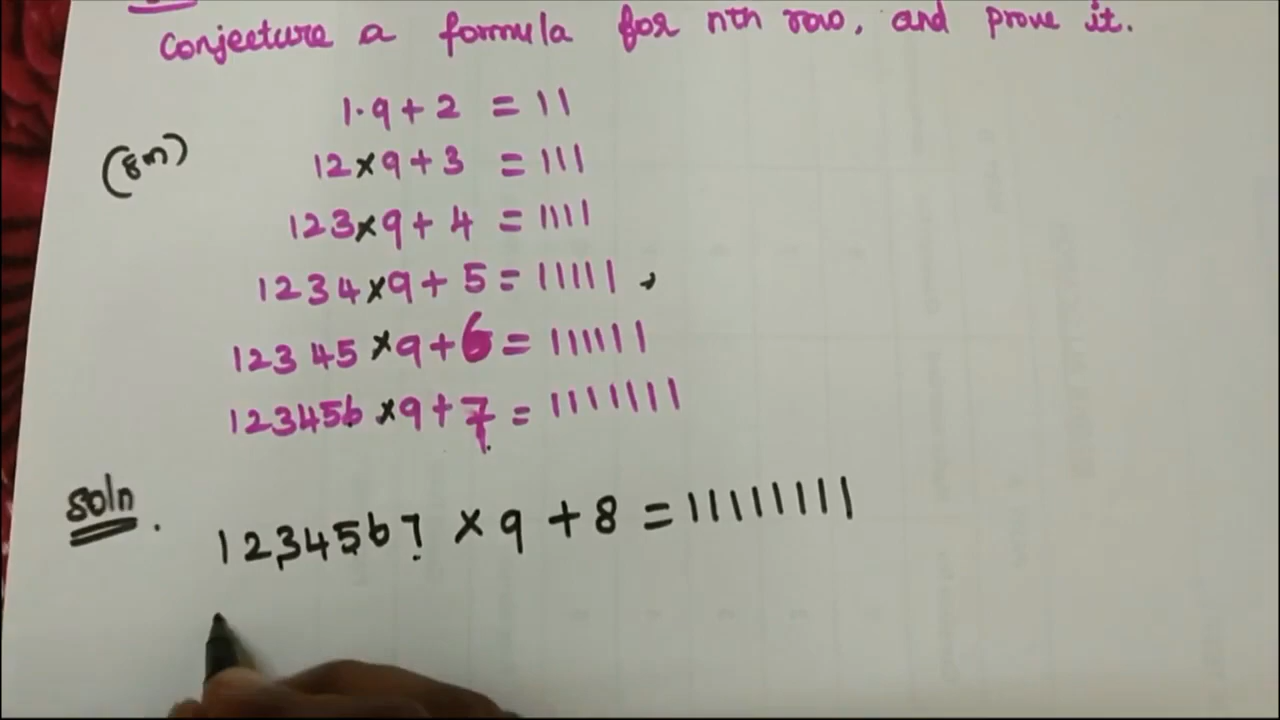 Conjecture a formula for nth row, and prove it.
1·9+2 = 11
(8m)
12×9+3 = 111
123×9+4 = 1111
1234×9+5 = 11111,
12345×9+6 = 111111
123456×9+7 = 1111111
Soln.
1234567 × 9 + 8 = 11111111